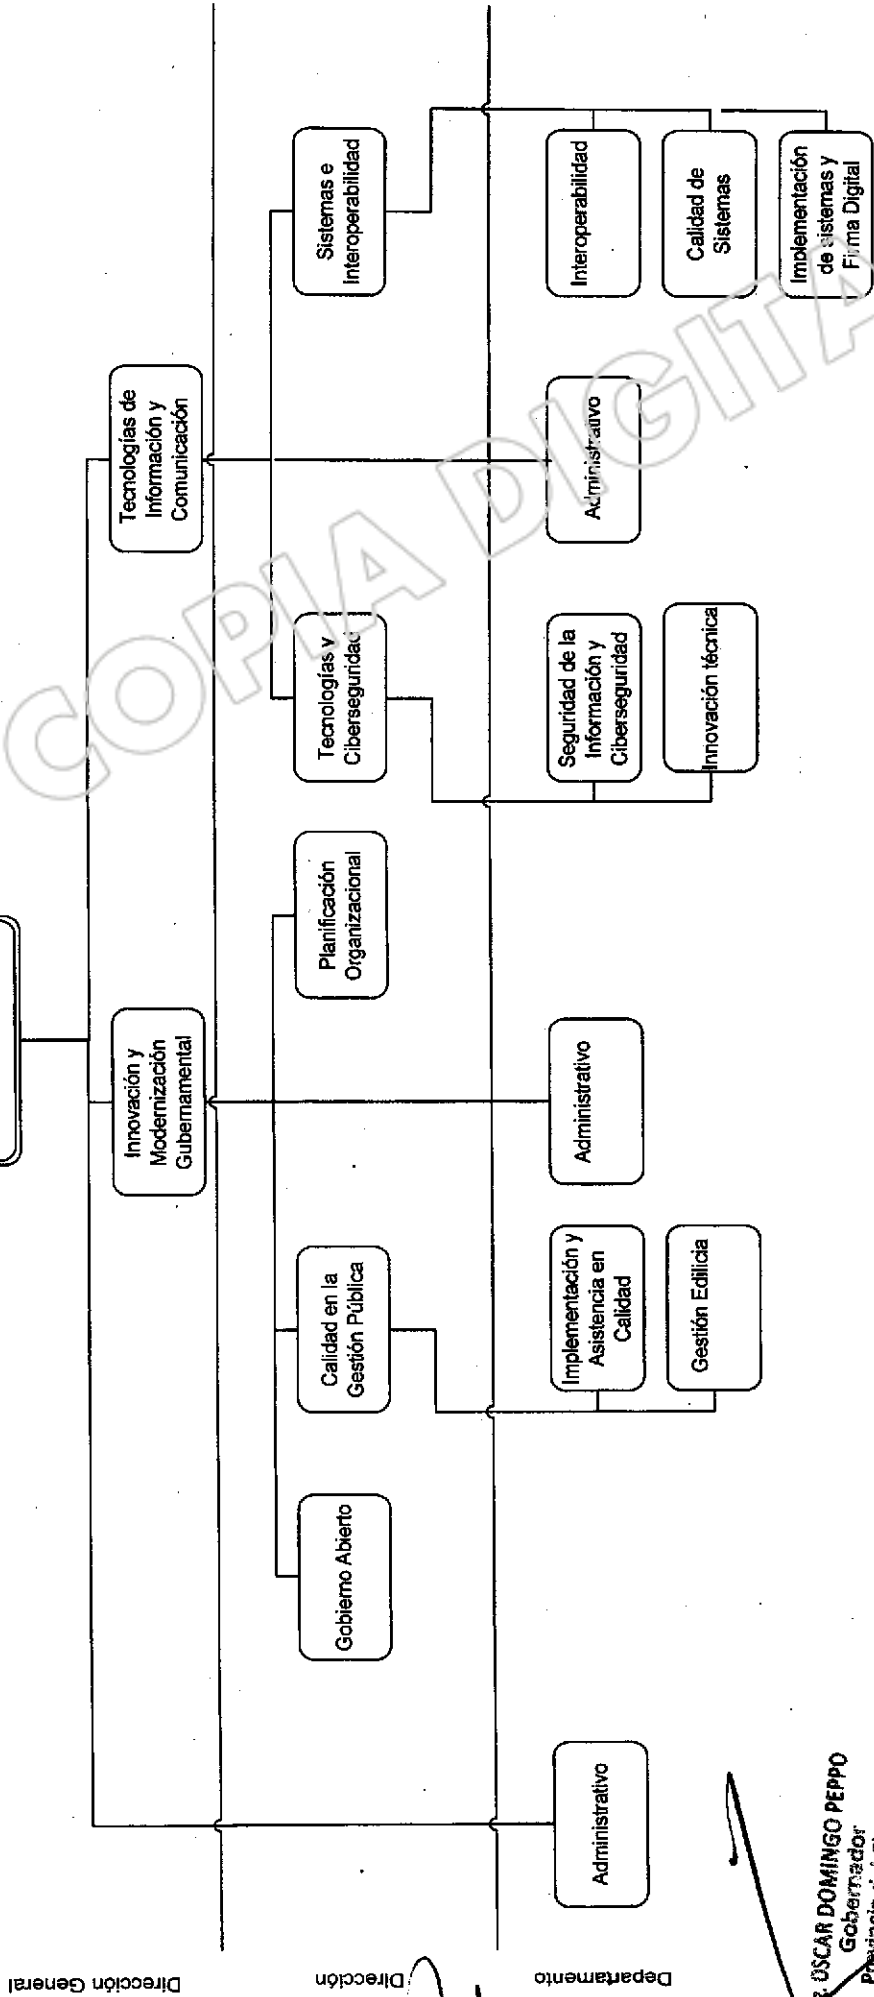 Dirección General
Innovación y
Modernización
Gubernamental
Tecnologías de
Información y
Comunicación
Dirección
Gobierno Abierto
Calidad en la
Gestión Pública
Planificación
Organizacional
Tecnologías y
Ciberseguridad
Sistemas e
Interoperabilidad
Departamento
Administrativo
Implementación y
Asistencia en
Calidad
Gestión Edilicia
Administrativo
Seguridad de la
Información y
Ciberseguridad
Innovación técnica
Administrativo
Interoperabilidad
Calidad de
Sistemas
Implementación
de sistemas y
Firma Digital
COPIA DIGITA
OSCAR DOMINGO PEPPO
Gobernador